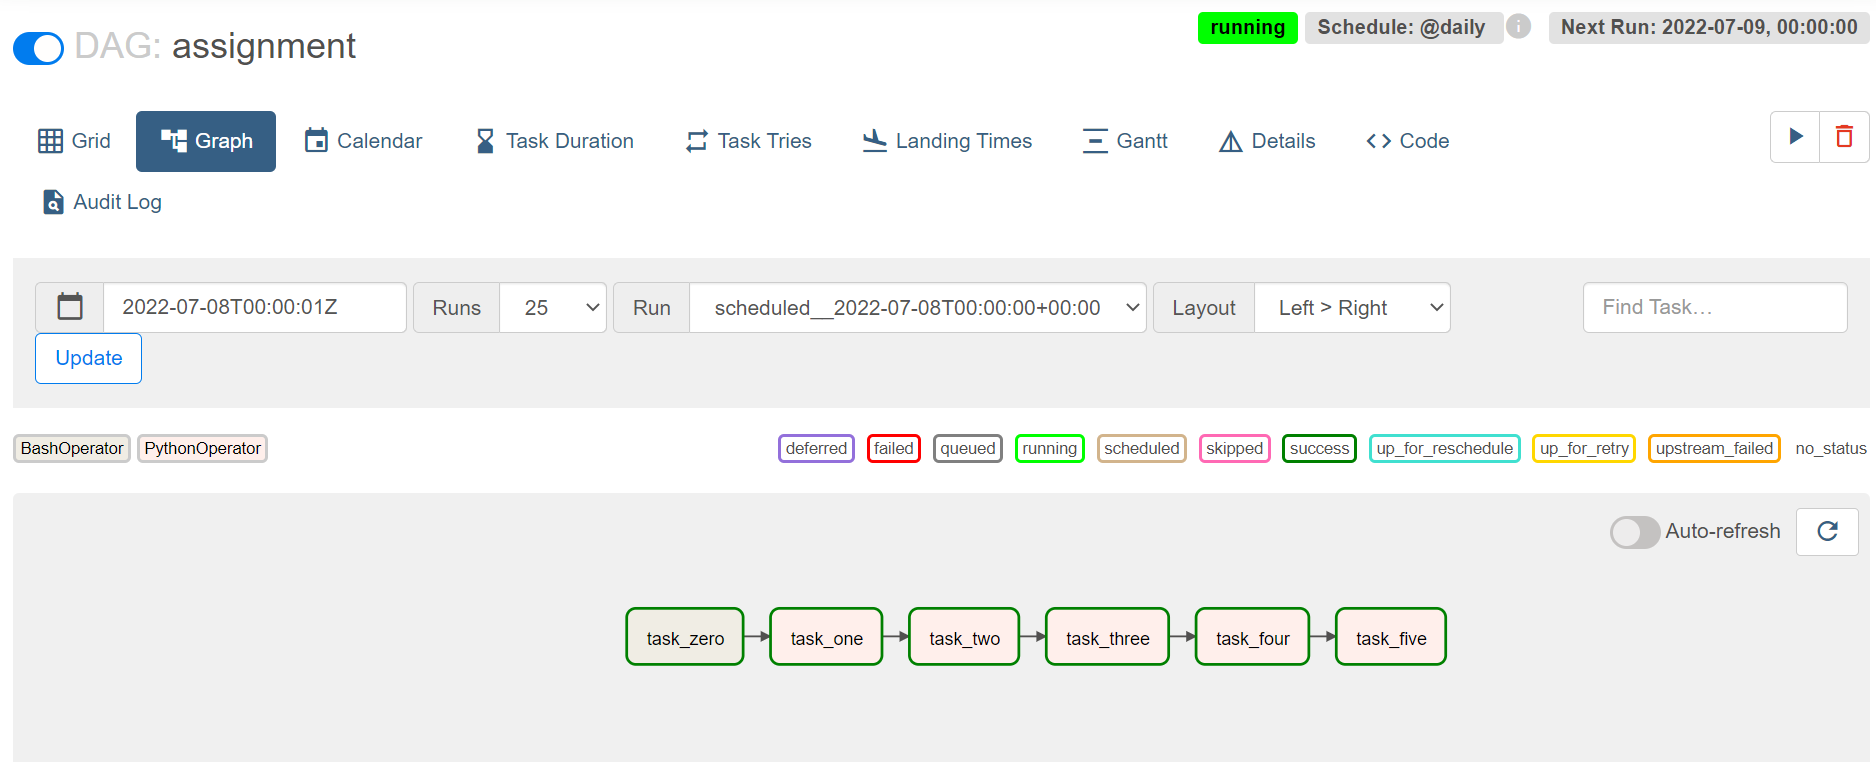 DAG: assignment
running
Schedule: @daily
i
Next Run: 2022-07-09, 00:00:00
Grid
Graph
Calendar
Task Duration
Task Tries
Landing Times
Gantt
Details
Code
Audit Log
2022-07-08T00:00:01Z
Runs
25
Run
scheduled__2022-07-08T00:00:00+00:00
Layout
Left > Right
Find Task…
Update
BashOperator
PythonOperator
deferred
failed
queued
running
scheduled
skipped
success
up_for_reschedule
up_for_retry
upstream_failed
no_status
Auto-refresh
task_zero
task_one
task_two
task_three
task_four
task_five